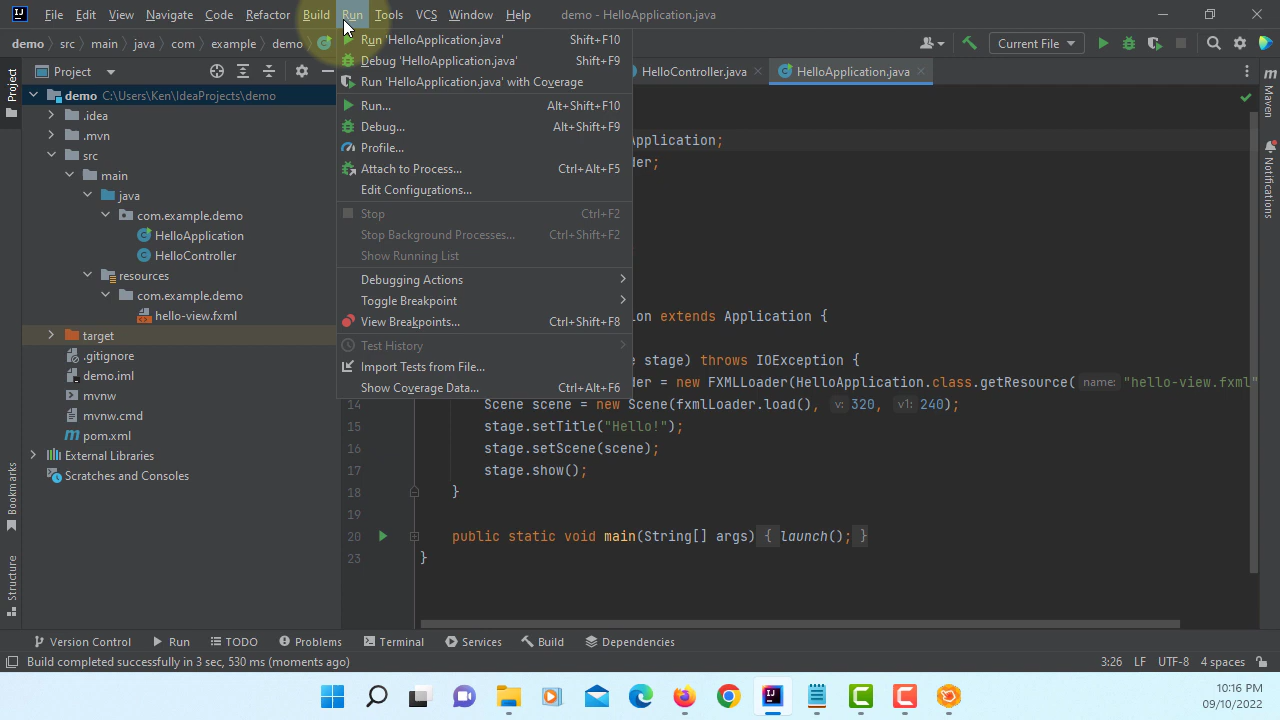 File Edit View Navigate Code Refactor Build Run Tools VCS Window Help demo - HelloApplication.java
demo src main java com example demo Current File
Project HelloController.java HelloApplication.java
Project
demo C:\Users\Ken\IdeaProjects\demo
.idea
.mvn
src
main
java
com.example.demo
HelloApplication
HelloController
resources
com.example.demo
hello-view.fxml
target
.gitignore
demo.iml
mvnw
mvnw.cmd
pom.xml
External Libraries
Scratches and Consoles
Run 'HelloApplication.java' Shift+F10
Debug 'HelloApplication.java' Shift+F9
Run 'HelloApplication.java' with Coverage
Run... Alt+Shift+F10
Debug... Alt+Shift+F9
Profile...
Attach to Process... Ctrl+Alt+F5
Edit Configurations...
Stop Ctrl+F2
Stop Background Processes... Ctrl+Shift+F2
Show Running List
Debugging Actions
Toggle Breakpoint
View Breakpoints... Ctrl+Shift+F8
Test History
Import Tests from File...
Show Coverage Data... Ctrl+Alt+F6
pplication;
der;
on extends Application {
e stage) throws IOException {
der = new FXMLLoader(HelloApplication.class.getResource( name: "hello-view.fxml"
14 Scene scene = new Scene(fxmlLoader.load(), v: 320, v1: 240);
15 stage.setTitle("Hello!");
16 stage.setScene(scene);
17 stage.show();
18 }
19
20 public static void main(String[] args) { launch(); }
23 }
Maven
Notifications
Bookmarks
Structure
Version Control Run TODO Problems Terminal Services Build Dependencies
Build completed successfully in 3 sec, 530 ms (moments ago) 3:26 LF UTF-8 4 spaces
10:16 PM
09/10/2022